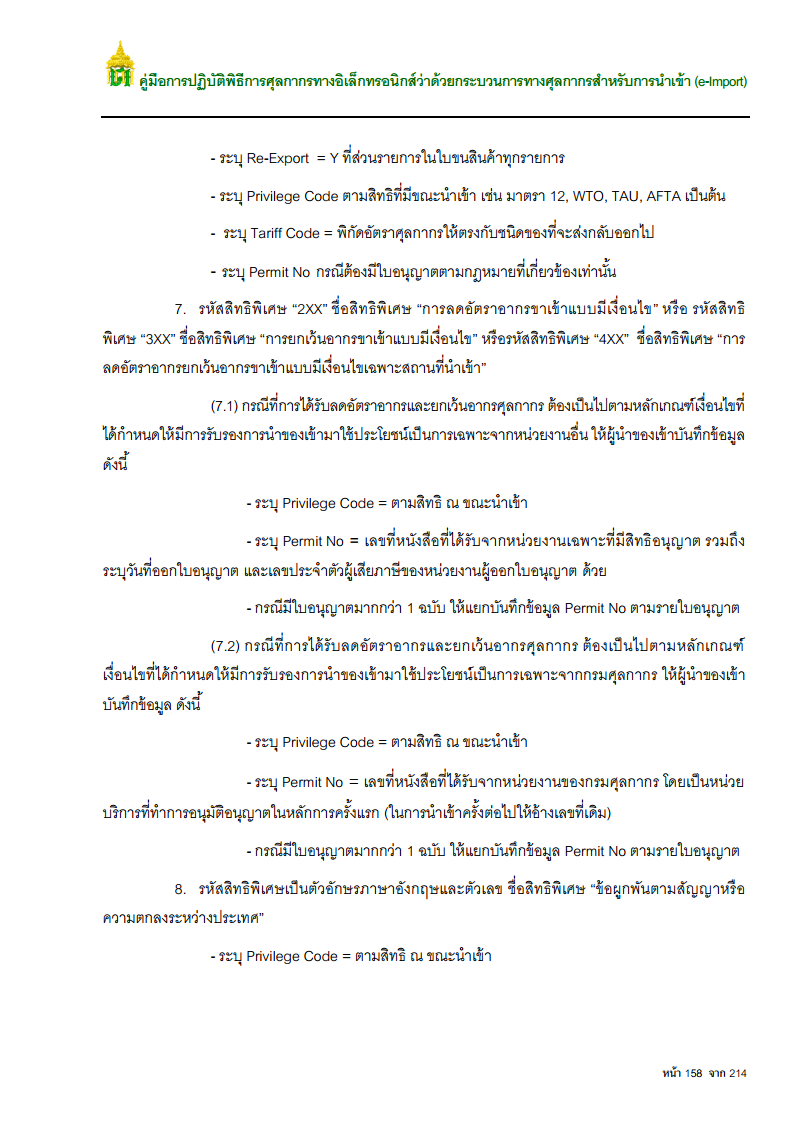 คู่มือการปฏิบัติพิธีการศุลกากรทางอิเล็กทรอนิกส์ว่าด้วยกระบวนการทางศุลกากรสำหรับการนำเข้า (e-Import)
- ระบุ Re-Export = Y ที่ส่วนรายการในใบขนสินค้าทุกรายการ
- ระบุ Privilege Code ตามสิทธิที่มีขณะนำเข้า เช่น มาตรา 12, WTO, TAU, AFTA เป็นต้น
- ระบุ Tariff Code = พิกัดอัตราศุลกากรให้ตรงกับชนิดของที่จะส่งกลับออกไป
- ระบุ Permit No กรณีต้องมีใบอนุญาตตามกฎหมายที่เกี่ยวข้องเท่านั้น
7. รหัสสิทธิพิเศษ “2XX” ชื่อสิทธิพิเศษ “การลดอัตราอากรขาเข้าแบบมีเงื่อนไข” หรือ รหัสสิทธิ
พิเศษ “3XX” ชื่อสิทธิพิเศษ “การยกเว้นอากรขาเข้าแบบมีเงื่อนไข” หรือรหัสสิทธิพิเศษ “4XX” ชื่อสิทธิพิเศษ “การ
ลดอัตราอากรยกเว้นอากรขาเข้าแบบมีเงื่อนไขเฉพาะสถานที่นำเข้า”
(7.1) กรณีที่การได้รับลดอัตราอากรและยกเว้นอากรศุลกากร ต้องเป็นไปตามหลักเกณฑ์เงื่อนไขที่
ได้กำหนดให้มีการรับรองการนำของเข้ามาใช้ประโยชน์เป็นการเฉพาะจากหน่วยงานอื่น ให้ผู้นำของเข้าบันทึกข้อมูล
ดังนี้
- ระบุ Privilege Code = ตามสิทธิ ณ ขณะนำเข้า
- ระบุ Permit No = เลขที่หนังสือที่ได้รับจากหน่วยงานเฉพาะที่มีสิทธิอนุญาต รวมถึง
ระบุวันที่ออกใบอนุญาต และเลขประจำตัวผู้เสียภาษีของหน่วยงานผู้ออกใบอนุญาต ด้วย
- กรณีมีใบอนุญาตมากกว่า 1 ฉบับ ให้แยกบันทึกข้อมูล Permit No ตามรายใบอนุญาต
(7.2) กรณีที่การได้รับลดอัตราอากรและยกเว้นอากรศุลกากร ต้องเป็นไปตามหลักเกณฑ์
เงื่อนไขที่ได้กำหนดให้มีการรับรองการนำของเข้ามาใช้ประโยชน์เป็นการเฉพาะจากกรมศุลกากร ให้ผู้นำของเข้า
บันทึกข้อมูล ดังนี้
- ระบุ Privilege Code = ตามสิทธิ ณ ขณะนำเข้า
- ระบุ Permit No = เลขที่หนังสือที่ได้รับจากหน่วยงานของกรมศุลกากร โดยเป็นหน่วย
บริการที่ทำการอนุมัติอนุญาตในหลักการครั้งแรก (ในการนำเข้าครั้งต่อไปให้อ้างเลขที่เดิม)
- กรณีมีใบอนุญาตมากกว่า 1 ฉบับ ให้แยกบันทึกข้อมูล Permit No ตามรายใบอนุญาต
8. รหัสสิทธิพิเศษเป็นตัวอักษรภาษาอังกฤษและตัวเลข ชื่อสิทธิพิเศษ “ข้อผูกพันตามสัญญาหรือ
ความตกลงระหว่างประเทศ”
- ระบุ Privilege Code = ตามสิทธิ ณ ขณะนำเข้า
หน้า 158 จาก 214